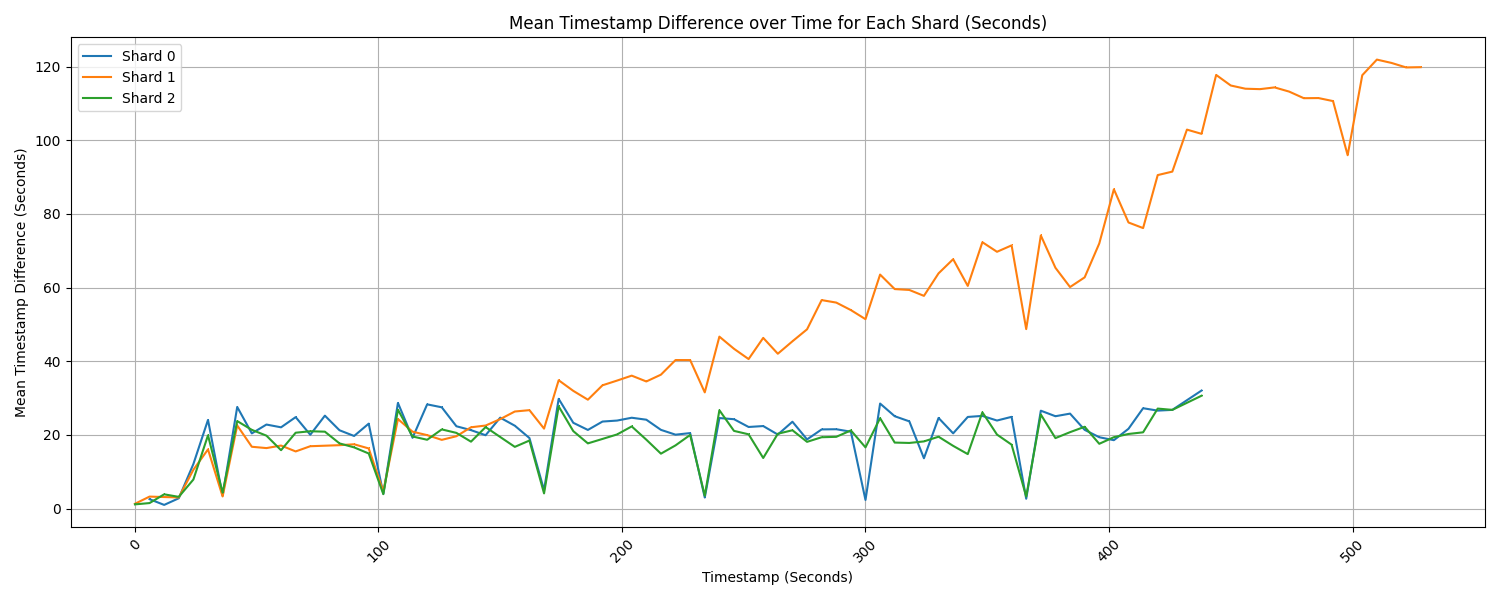 Mean Timestamp Difference over Time for Each Shard (Seconds)
Shard 0
Shard 1
Shard 2
Mean Timestamp Difference (Seconds)
120
100
80
60
40
20
0
0
100
200
300
400
500
Timestamp (Seconds)